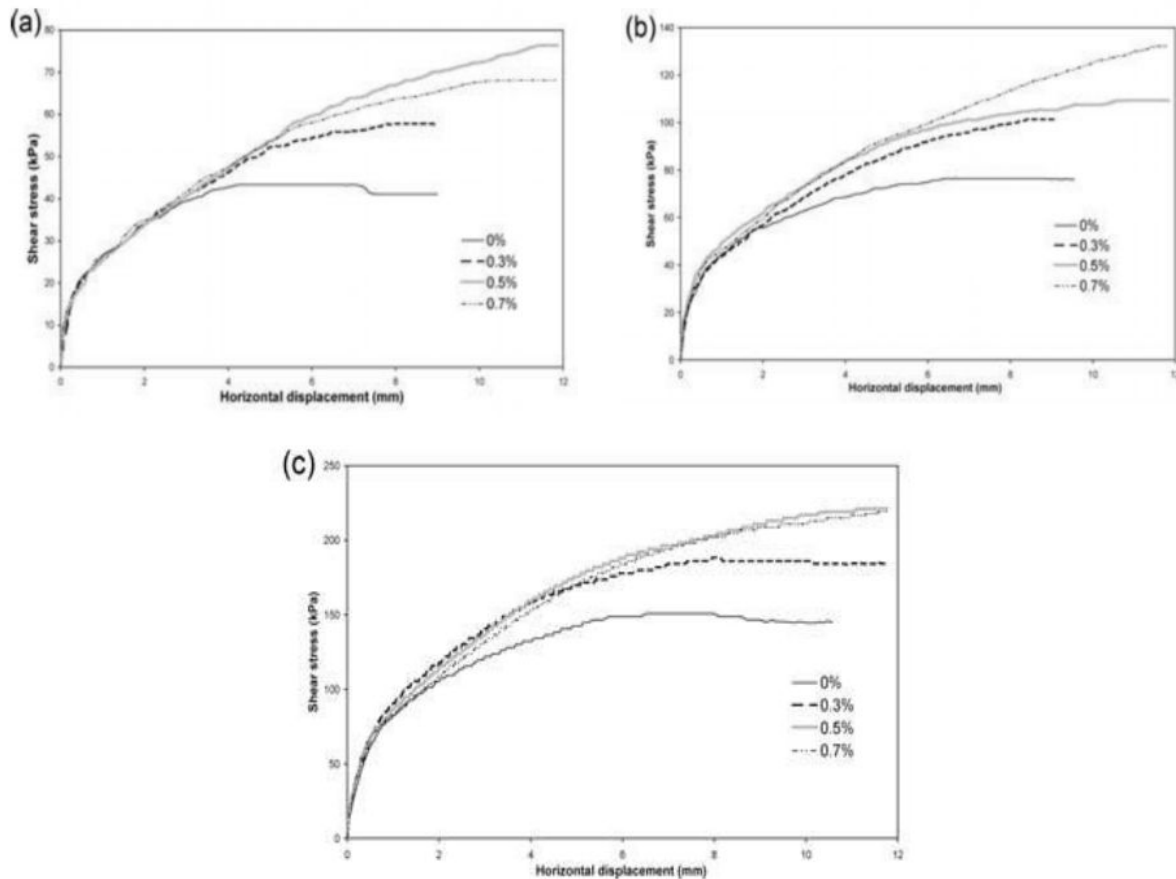 (a)
80
70
60
50
40
30
20
10
0
Shear stress (kPa)
0%
0.3%
0.5%
0.7%
0 2 4 6 8 10 12
Horizontal displacement (mm)
(b)
140
120
100
80
60
40
20
0
Shear stress (kPa)
0%
0.3%
0.5%
0.7%
0 2 4 6 8 10 12
Horizontal displacement (mm)
(c)
250
200
150
100
50
0
Shear stress (kPa)
0%
0.3%
0.5%
0.7%
0 2 4 6 8 10 12
Horizontal displacement (mm)